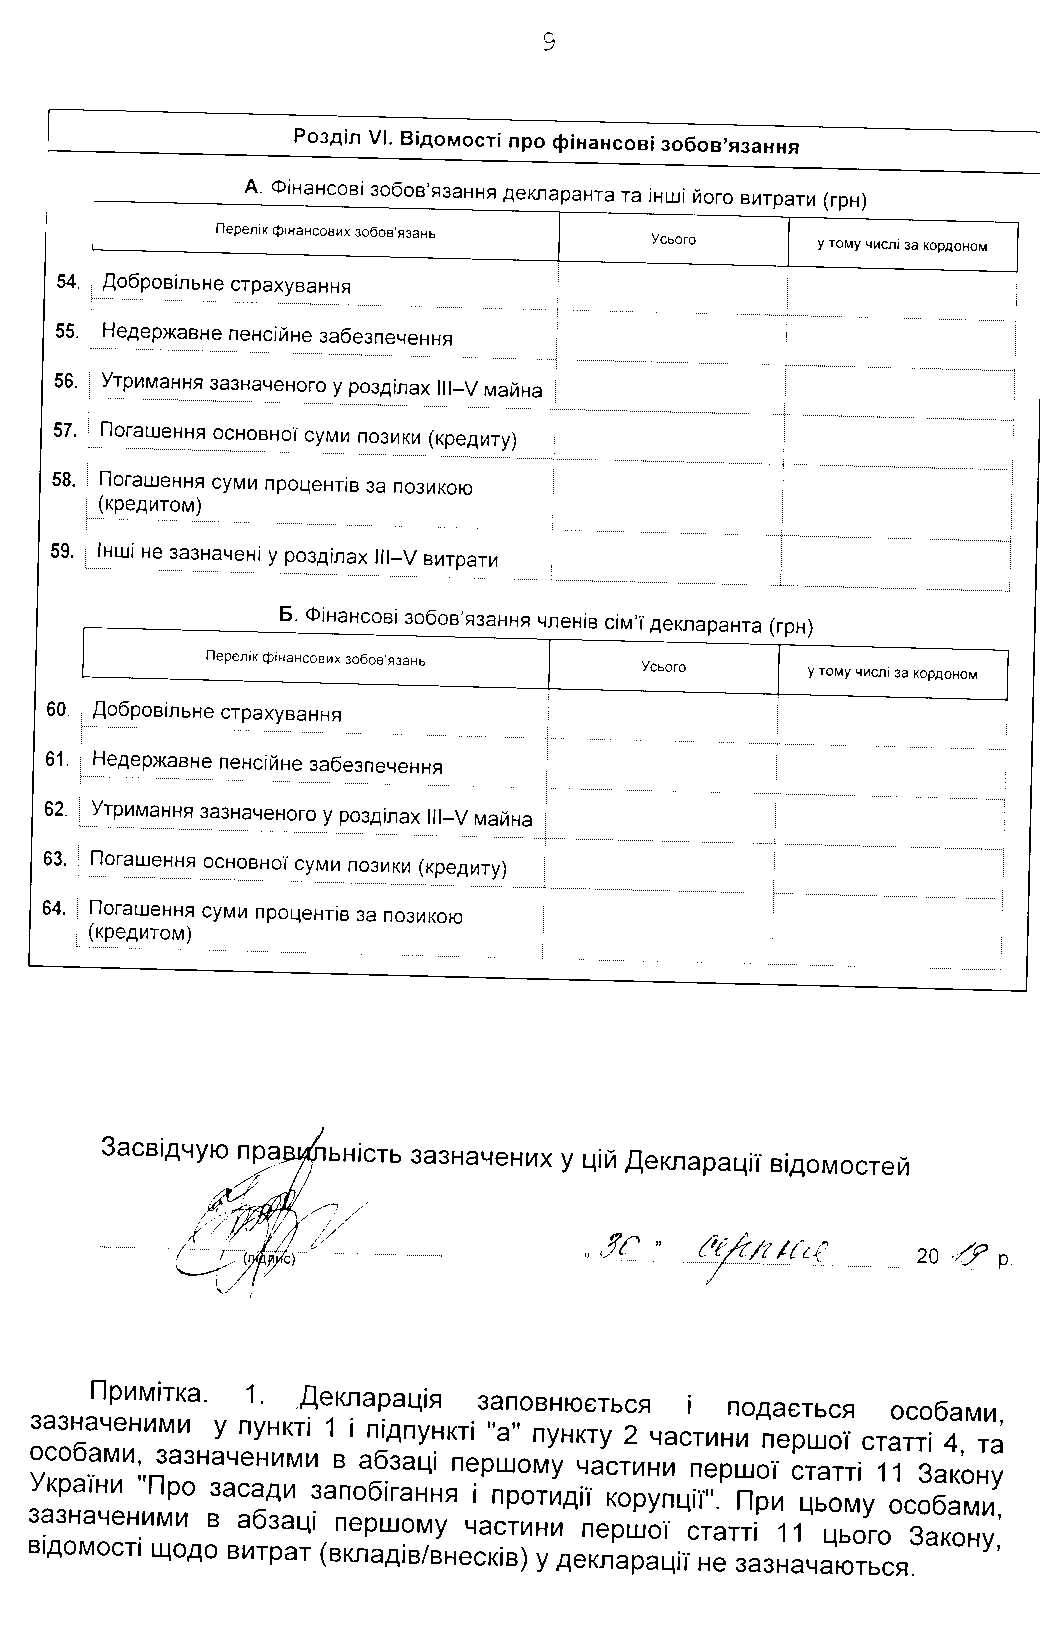 9
Розділ VI. Відомості про фінансові зобов'язання
А. Фінансові зобов'язання декларанта та інші його витрати (грн)
Перелік фінансових зобов'язань Усього у тому числі за кордоном
54. Добровільне страхування
55. Недержавне пенсійне забезпечення
56. Утримання зазначеного у розділах III–V майна
57. Погашення основної суми позики (кредиту)
58. Погашення суми процентів за позикою
(кредитом)
59. Інші не зазначені у розділах III–V витрати
Б. Фінансові зобов'язання членів сім'ї декларанта (грн)
Перелік фінансових зобов'язань Усього у тому числі за кордоном
60. Добровільне страхування
61. Недержавне пенсійне забезпечення
62. Утримання зазначеного у розділах III–V майна
63. Погашення основної суми позики (кредиту)
64. Погашення суми процентів за позикою
(кредитом)
Засвідчую правильність зазначених у цій Декларації відомостей
(підпис) „ 30 " серпня 20 19 р.
Примітка. 1. Декларація заповнюється і подається особами,
зазначеними у пункті 1 і підпункті "а" пункту 2 частини першої статті 4, та
особами, зазначеними в абзаці першому частини першої статті 11 Закону
України "Про засади запобігання і протидії корупції". При цьому особами,
зазначеними в абзаці першому частини першої статті 11 цього Закону,
відомості щодо витрат (вкладів/внесків) у декларації не зазначаються.